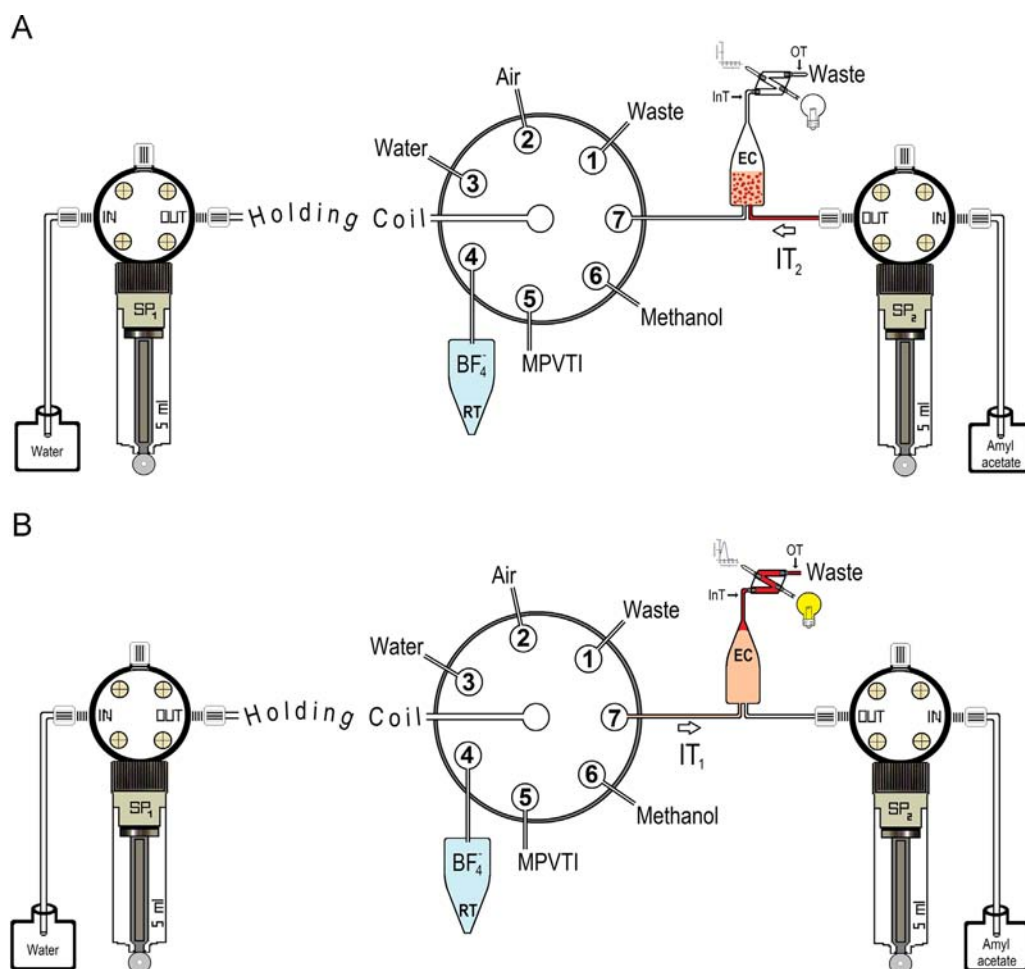 A
OT
Waste
InT
Air
Waste
2
1
EC
Water
3
IN
OUT
Holding Coil
7
OUT
IN
4
IT2
6
5
Methanol
SP1
SP2
BF4-
MPVTI
RT
5 ml
5 ml
Water
Amyl
acetate
B
OT
Waste
InT
Air
Waste
2
1
EC
Water
3
IN
OUT
Holding Coil
7
OUT
IN
4
IT1
6
5
Methanol
SP1
SP2
BF4-
MPVTI
RT
5 ml
5 ml
Water
Amyl
acetate